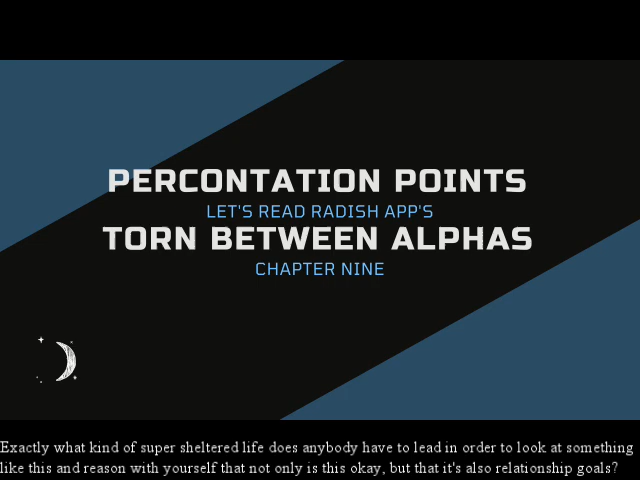 PERCONTATION POINTS
LET'S READ RADISH APP'S
TORN BETWEEN ALPHAS
CHAPTER NINE
Exactly what kind of super sheltered life does anybody have to lead in order to look at something
like this and reason with yourself that not only is this okay, but that it's also relationship goals?